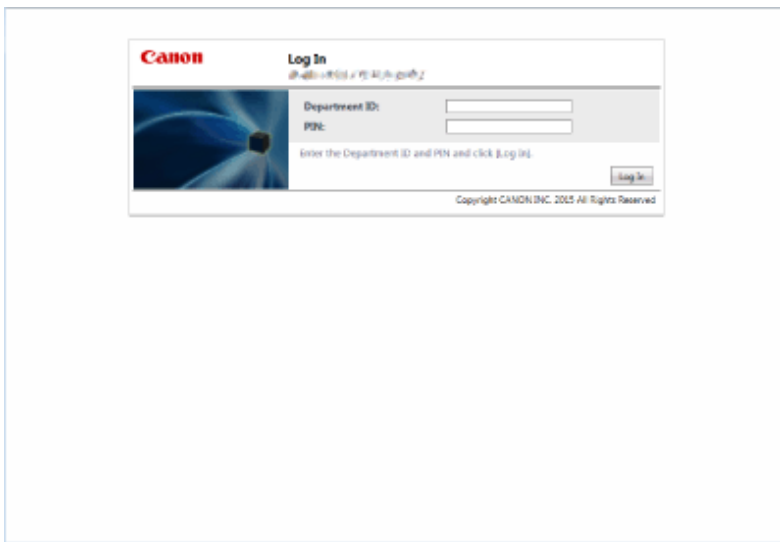 Canon
Log In
Department ID:
PIN:
Enter the Department ID and PIN and click [Log In].
Log In
Copyright CANON INC. 2015 All Rights Reserved